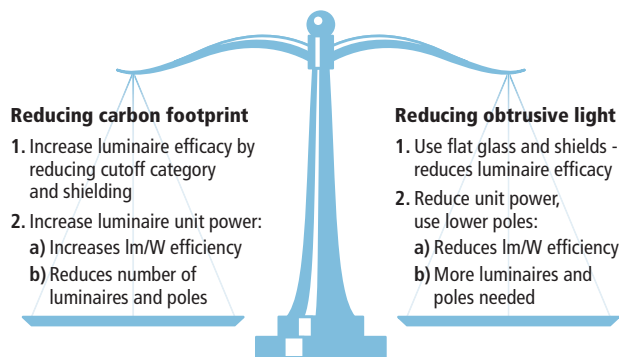 Reducing carbon footprint
1. Increase luminaire efficacy by
reducing cutoff category
and shielding
2. Increase luminaire unit power:
a) Increases lm/W efficiency
b) Reduces number of
luminaires and poles
Reducing obtrusive light
1. Use flat glass and shields -
reduces luminaire efficacy
2. Reduce unit power,
use lower poles:
a) Reduces lm/W efficiency
b) More luminaires and
poles needed